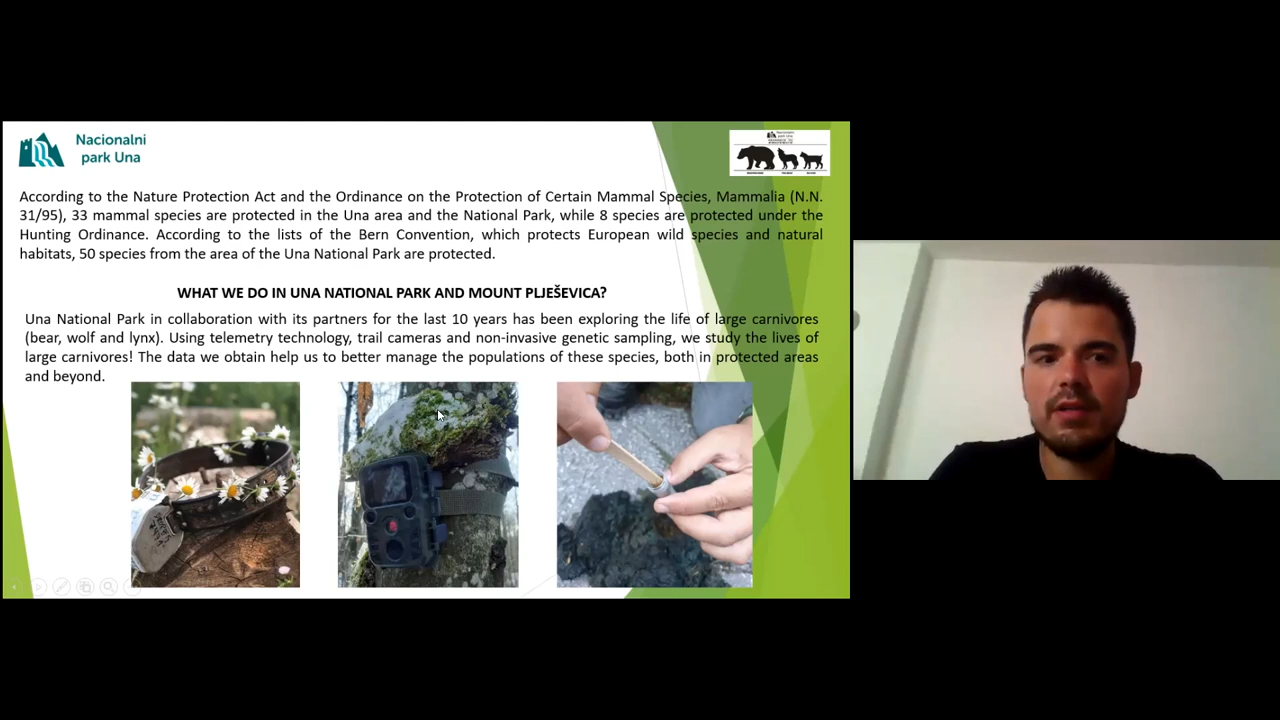 Nacionalni
park Una
Nacionalni
park Una
According to the Nature Protection Act and the Ordinance on the Protection of Certain Mammal Species, Mammalia (N.N.
31/95), 33 mammal species are protected in the Una area and the National Park, while 8 species are protected under the
Hunting Ordinance. According to the lists of the Bern Convention, which protects European wild species and natural
habitats, 50 species from the area of the Una National Park are protected.
WHAT WE DO IN UNA NATIONAL PARK AND MOUNT PLJEŠEVICA?
Una National Park in collaboration with its partners for the last 10 years has been exploring the life of large carnivores
(bear, wolf and lynx). Using telemetry technology, trail cameras and non-invasive genetic sampling, we study the lives of
large carnivores! The data we obtain help us to better manage the populations of these species, both in protected areas
and beyond.